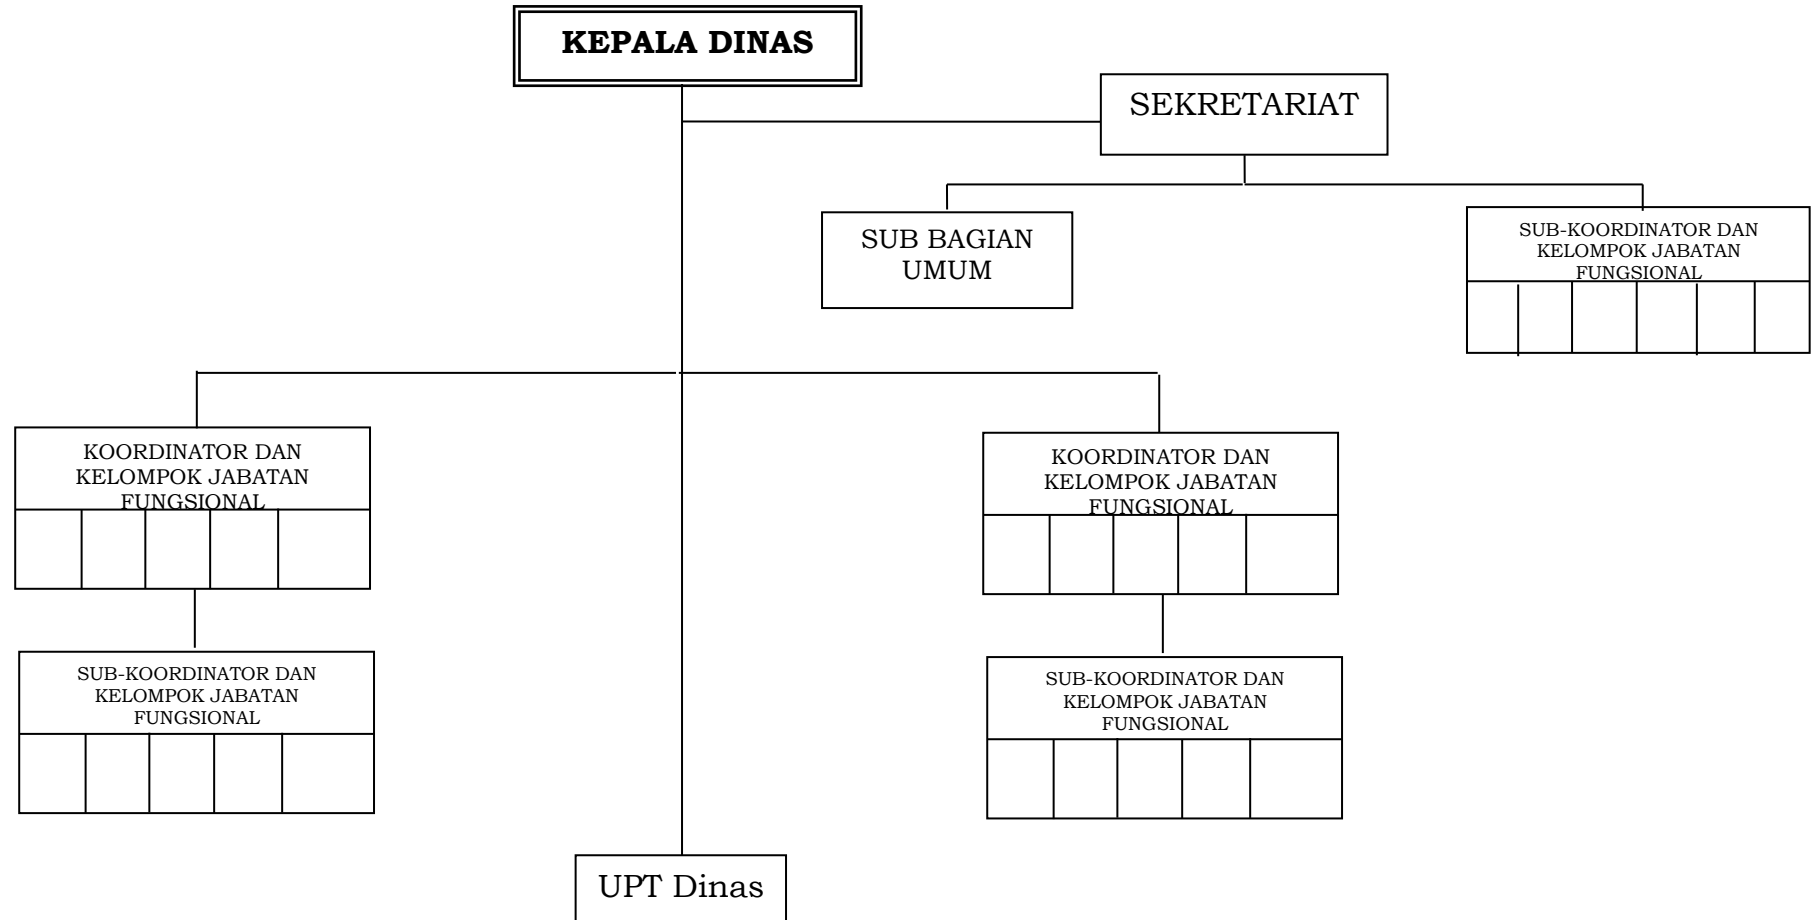 KEPALA DINAS
SEKRETARIAT
SUB BAGIAN
UMUM
SUB-KOORDINATOR DAN
KELOMPOK JABATAN
FUNGSIONAL
KOORDINATOR DAN
KELOMPOK JABATAN
FUNGSIONAL
KOORDINATOR DAN
KELOMPOK JABATAN
FUNGSIONAL
SUB-KOORDINATOR DAN
KELOMPOK JABATAN
FUNGSIONAL
SUB-KOORDINATOR DAN
KELOMPOK JABATAN
FUNGSIONAL
UPT Dinas